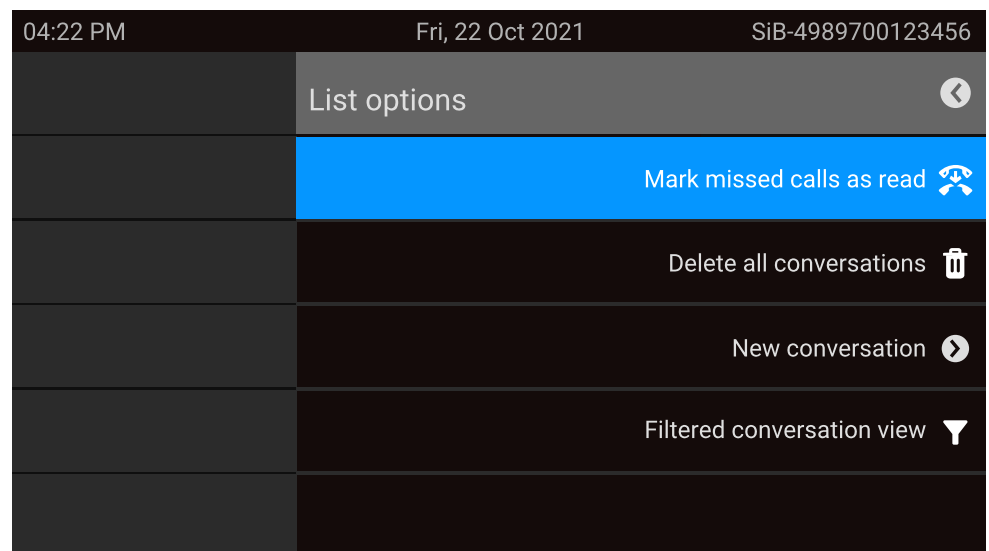 04:22 PM Fri, 22 Oct 2021 SiB-4989700123456
List options
Mark missed calls as read
Delete all conversations
New conversation
Filtered conversation view